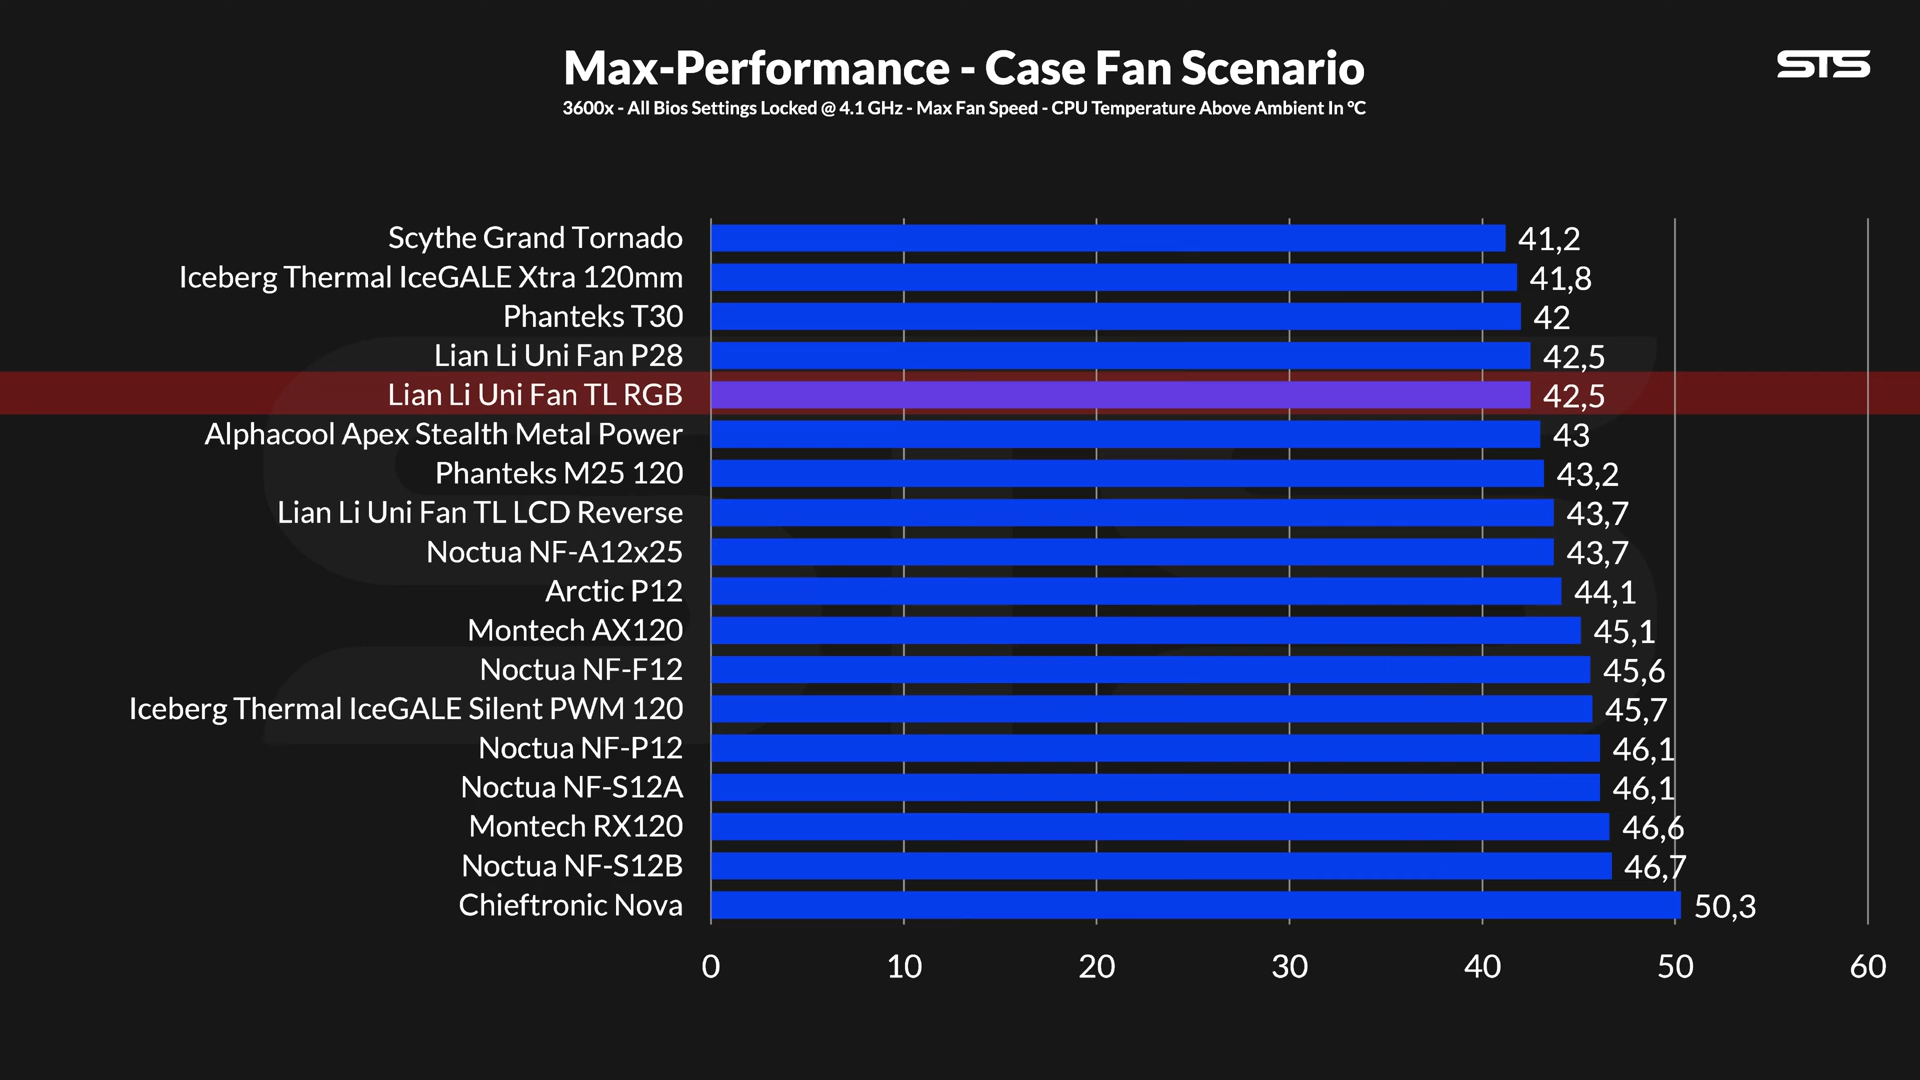 Max-Performance - Case Fan Scenario
STS
3600x - All Bios Settings Locked @ 4.1 GHz - Max Fan Speed - CPU Temperature Above Ambient In °C
Scythe Grand Tornado 41,2
Iceberg Thermal IceGALE Xtra 120mm 41,8
Phanteks T30 42
Lian Li Uni Fan P28 42,5
Lian Li Uni Fan TL RGB 42,5
Alphacool Apex Stealth Metal Power 43
Phanteks M25 120 43,2
Lian Li Uni Fan TL LCD Reverse 43,7
Noctua NF-A12x25 43,7
Arctic P12 44,1
Montech AX120 45,1
Noctua NF-F12 45,6
Iceberg Thermal IceGALE Silent PWM 120 45,7
Noctua NF-P12 46,1
Noctua NF-S12A 46,1
Montech RX120 46,6
Noctua NF-S12B 46,7
Chieftronic Nova 50,3
0 10 20 30 40 50 60